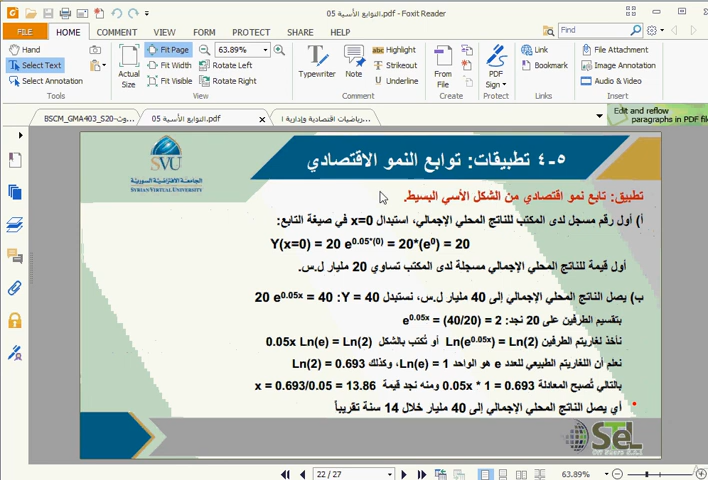 05 التوابع الأسية.pdf - Foxit Reader
FILE
HOME
COMMENT
VIEW
FORM
PROTECT
SHARE
HELP
Find
Hand
Select Text
Select Annotation
Tools
Actual Size
Fit Page
Fit Width
Fit Visible
63.89%
Rotate Left
Rotate Right
View
Typewriter
Note
Highlight
Strikeout
Underline
Comment
From File
Create
PDF Sign
Protect
Link
Bookmark
Links
File Attachment
Image Annotation
Audio & Video
Insert
BSCM_GMA403_S20-...
05 التوابع الأسية.pdf
رياضيات اقتصادية وإدارية ا...
Edit and reflow
paragraphs in PDF file
SVU
الجامعة الافتراضية السورية
SYRIAN VIRTUAL UNIVERSITY
٥-٤ تطبيقات: توابع النمو الاقتصادي
تطبيق: تابع نمو اقتصادي من الشكل الأسي البسيط.
أ) أول رقم مسجل لدى المكتب للناتج المحلي الإجمالي، استبدال x=0 في صيغة التابع:
Y(x=0) = 20 e^0.05*(0) = 20*(e^0) = 20
أول قيمة للناتج المحلي الإجمالي مسجلة لدى المكتب تساوي 20 مليار ل.س.
ب) يصل الناتج المحلي الإجمالي إلى 40 مليار ل.س، نستبدل Y = 40 : 20 e^0.05x = 40
بتقسيم الطرفين على 20 نجد: e^0.05x = (40/20) = 2
نأخذ لغاريتم الطرفين Ln(e^0.05x) = Ln(2) أو تُكتب بالشكل 0.05x Ln(e) = Ln(2)
نعلم أن اللغاريتم الطبيعي للعدد e هو الواحد Ln(e) = 1، وكذلك Ln(2) = 0.693
بالتالي تُصبح المعادلة 0.05x * 1 = 0.693 ومنه نجد قيمة x = 0.693/0.05 = 13.86
أي يصل الناتج المحلي الإجمالي إلى 40 مليار خلال 14 سنة تقريباً
SeL
22 / 27
63.89%